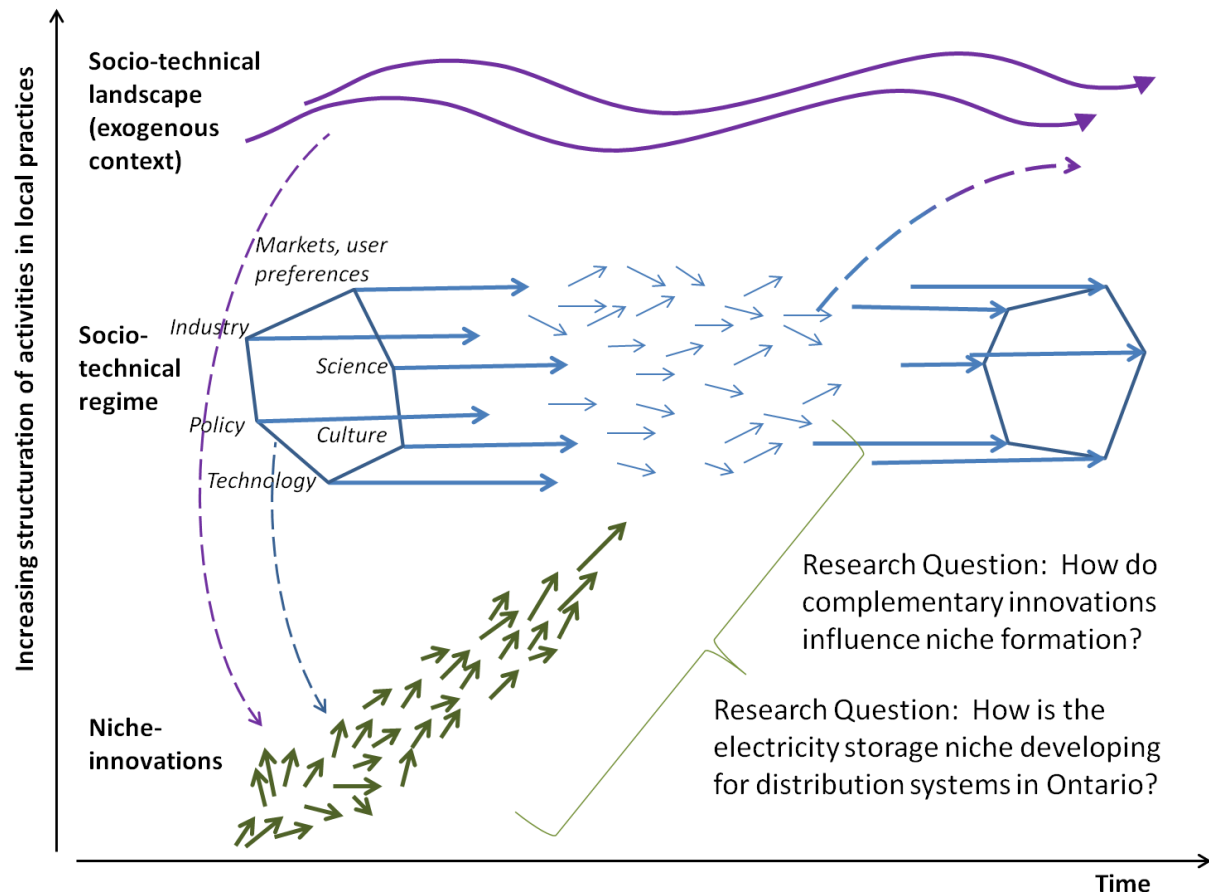 Increasing structuration of activities in local practices
Socio-technical
landscape
(exogenous
context)
Markets, user
preferences
Industry
Socio-
technical
regime
Science
Policy
Culture
Technology
Research Question:  How do
complementary innovations
influence niche formation?
Research Question:  How is the
electricity storage niche developing
for distribution systems in Ontario?
Niche-
innovations
Time